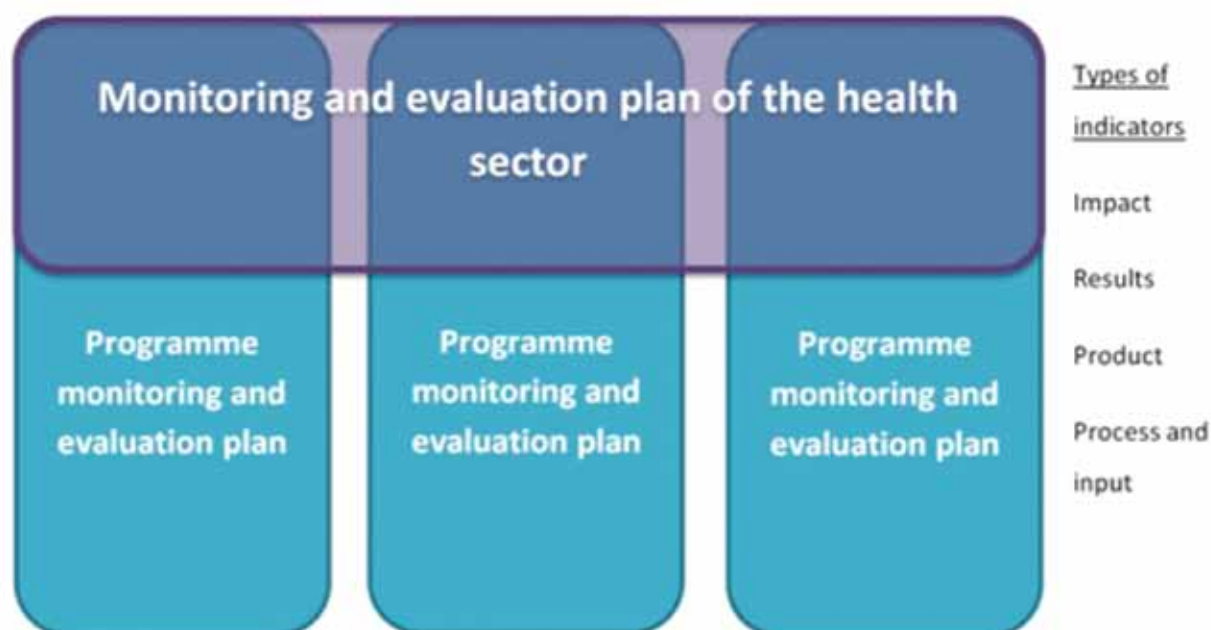 Monitoring and evaluation plan of the health
sector
Programme
monitoring and
evaluation plan
Programme
monitoring and
evaluation plan
Programme
monitoring and
evaluation plan
Types of
indicators
Impact
Results
Product
Process and
input